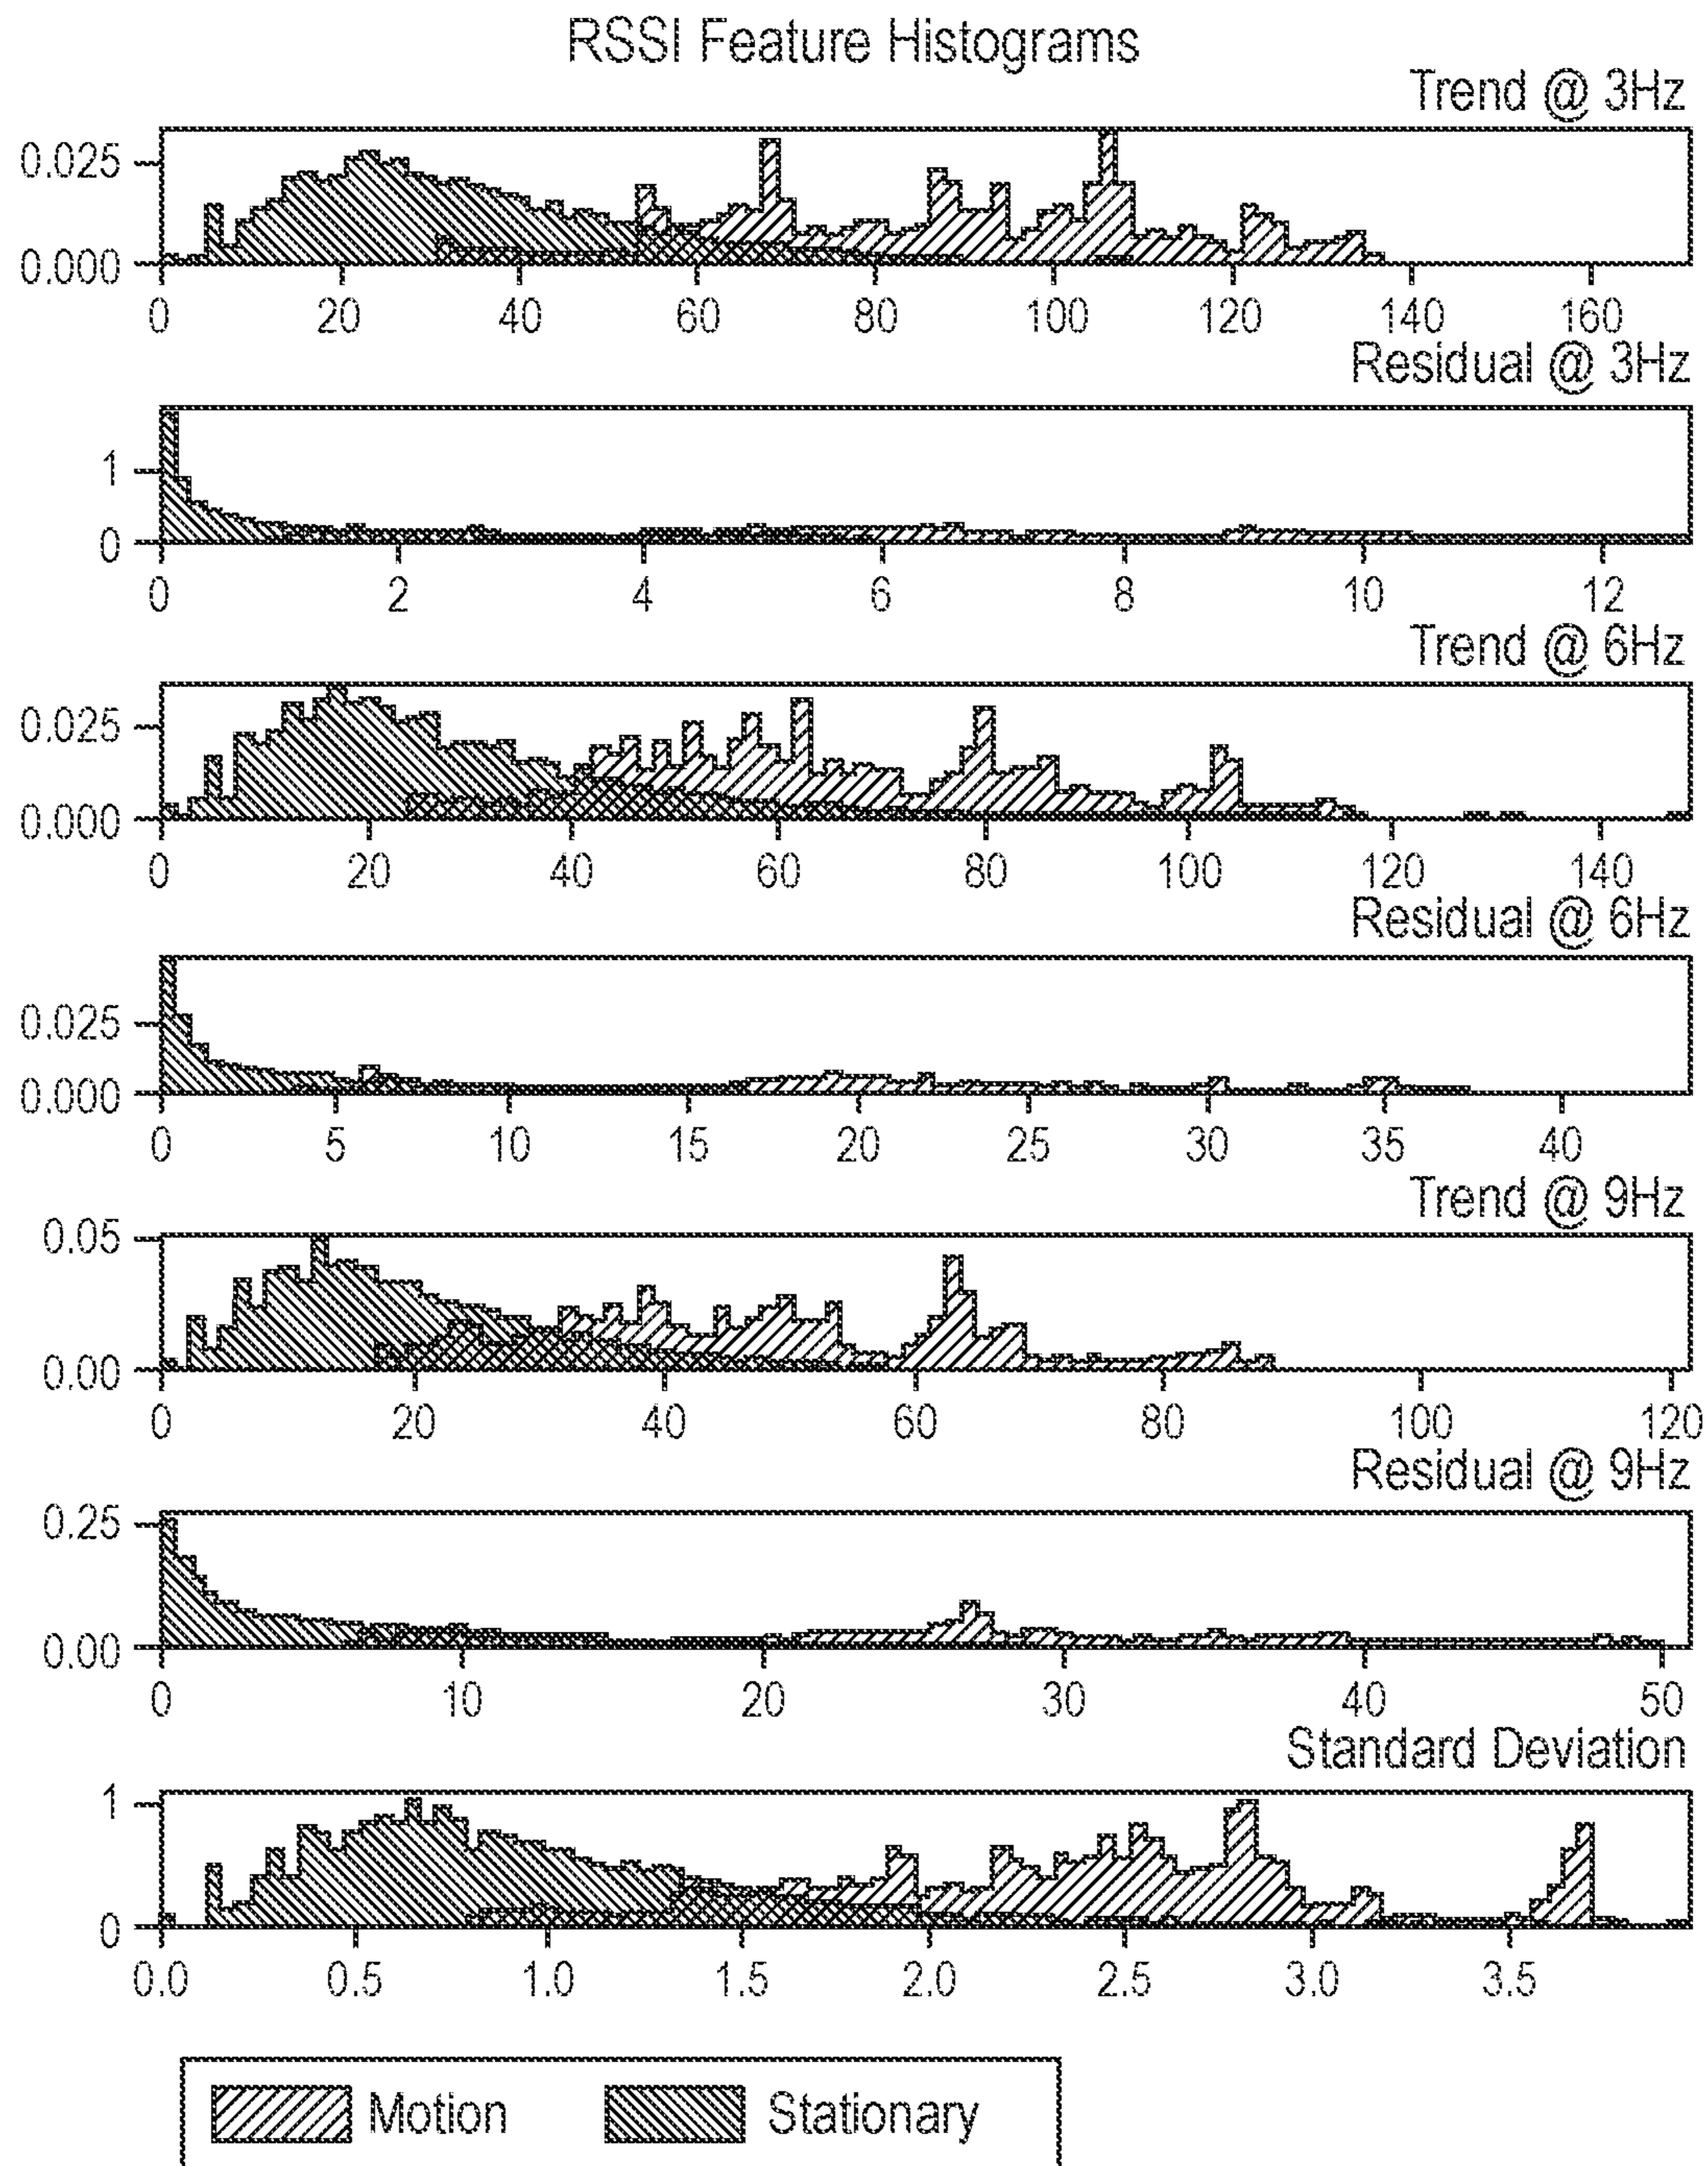 RSSI Feature Histograms
Trend @ 3Hz
0.025
0.000
0 20 40 60 80 100 120 140 160
Residual @ 3Hz
1
0
0 2 4 6 8 10 12
Trend @ 6Hz
0.025
0.000
0 20 40 60 80 100 120 140
Residual @ 6Hz
0.025
0.000
0 5 10 15 20 25 30 35 40
Trend @ 9Hz
0.05
0.00
0 20 40 60 80 100 120
Residual @ 9Hz
0.25
0.00
0 10 20 30 40 50
Standard Deviation
1
0
0.0 0.5 1.0 1.5 2.0 2.5 3.0 3.5
Motion Stationary